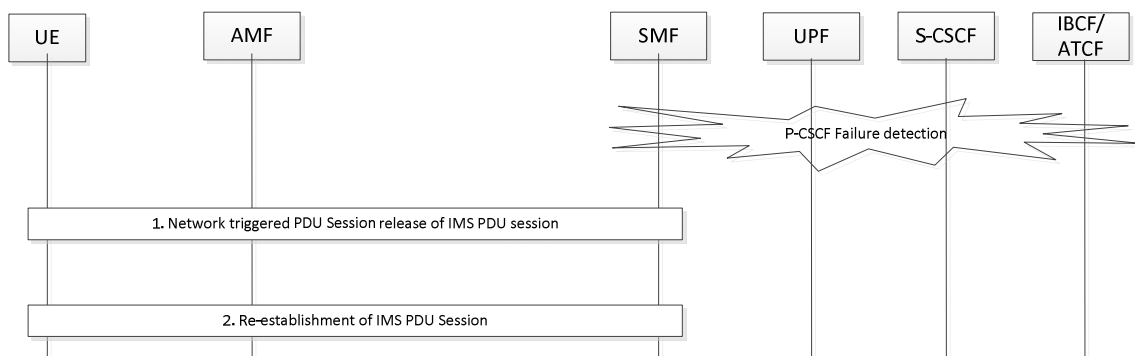 UE
AMF
SMF
UPF
S-CSCF
IBCF/
ATCF
P-CSCF Failure detection
1. Network triggered PDU Session release of IMS PDU session
2. Re-establishment of IMS PDU Session